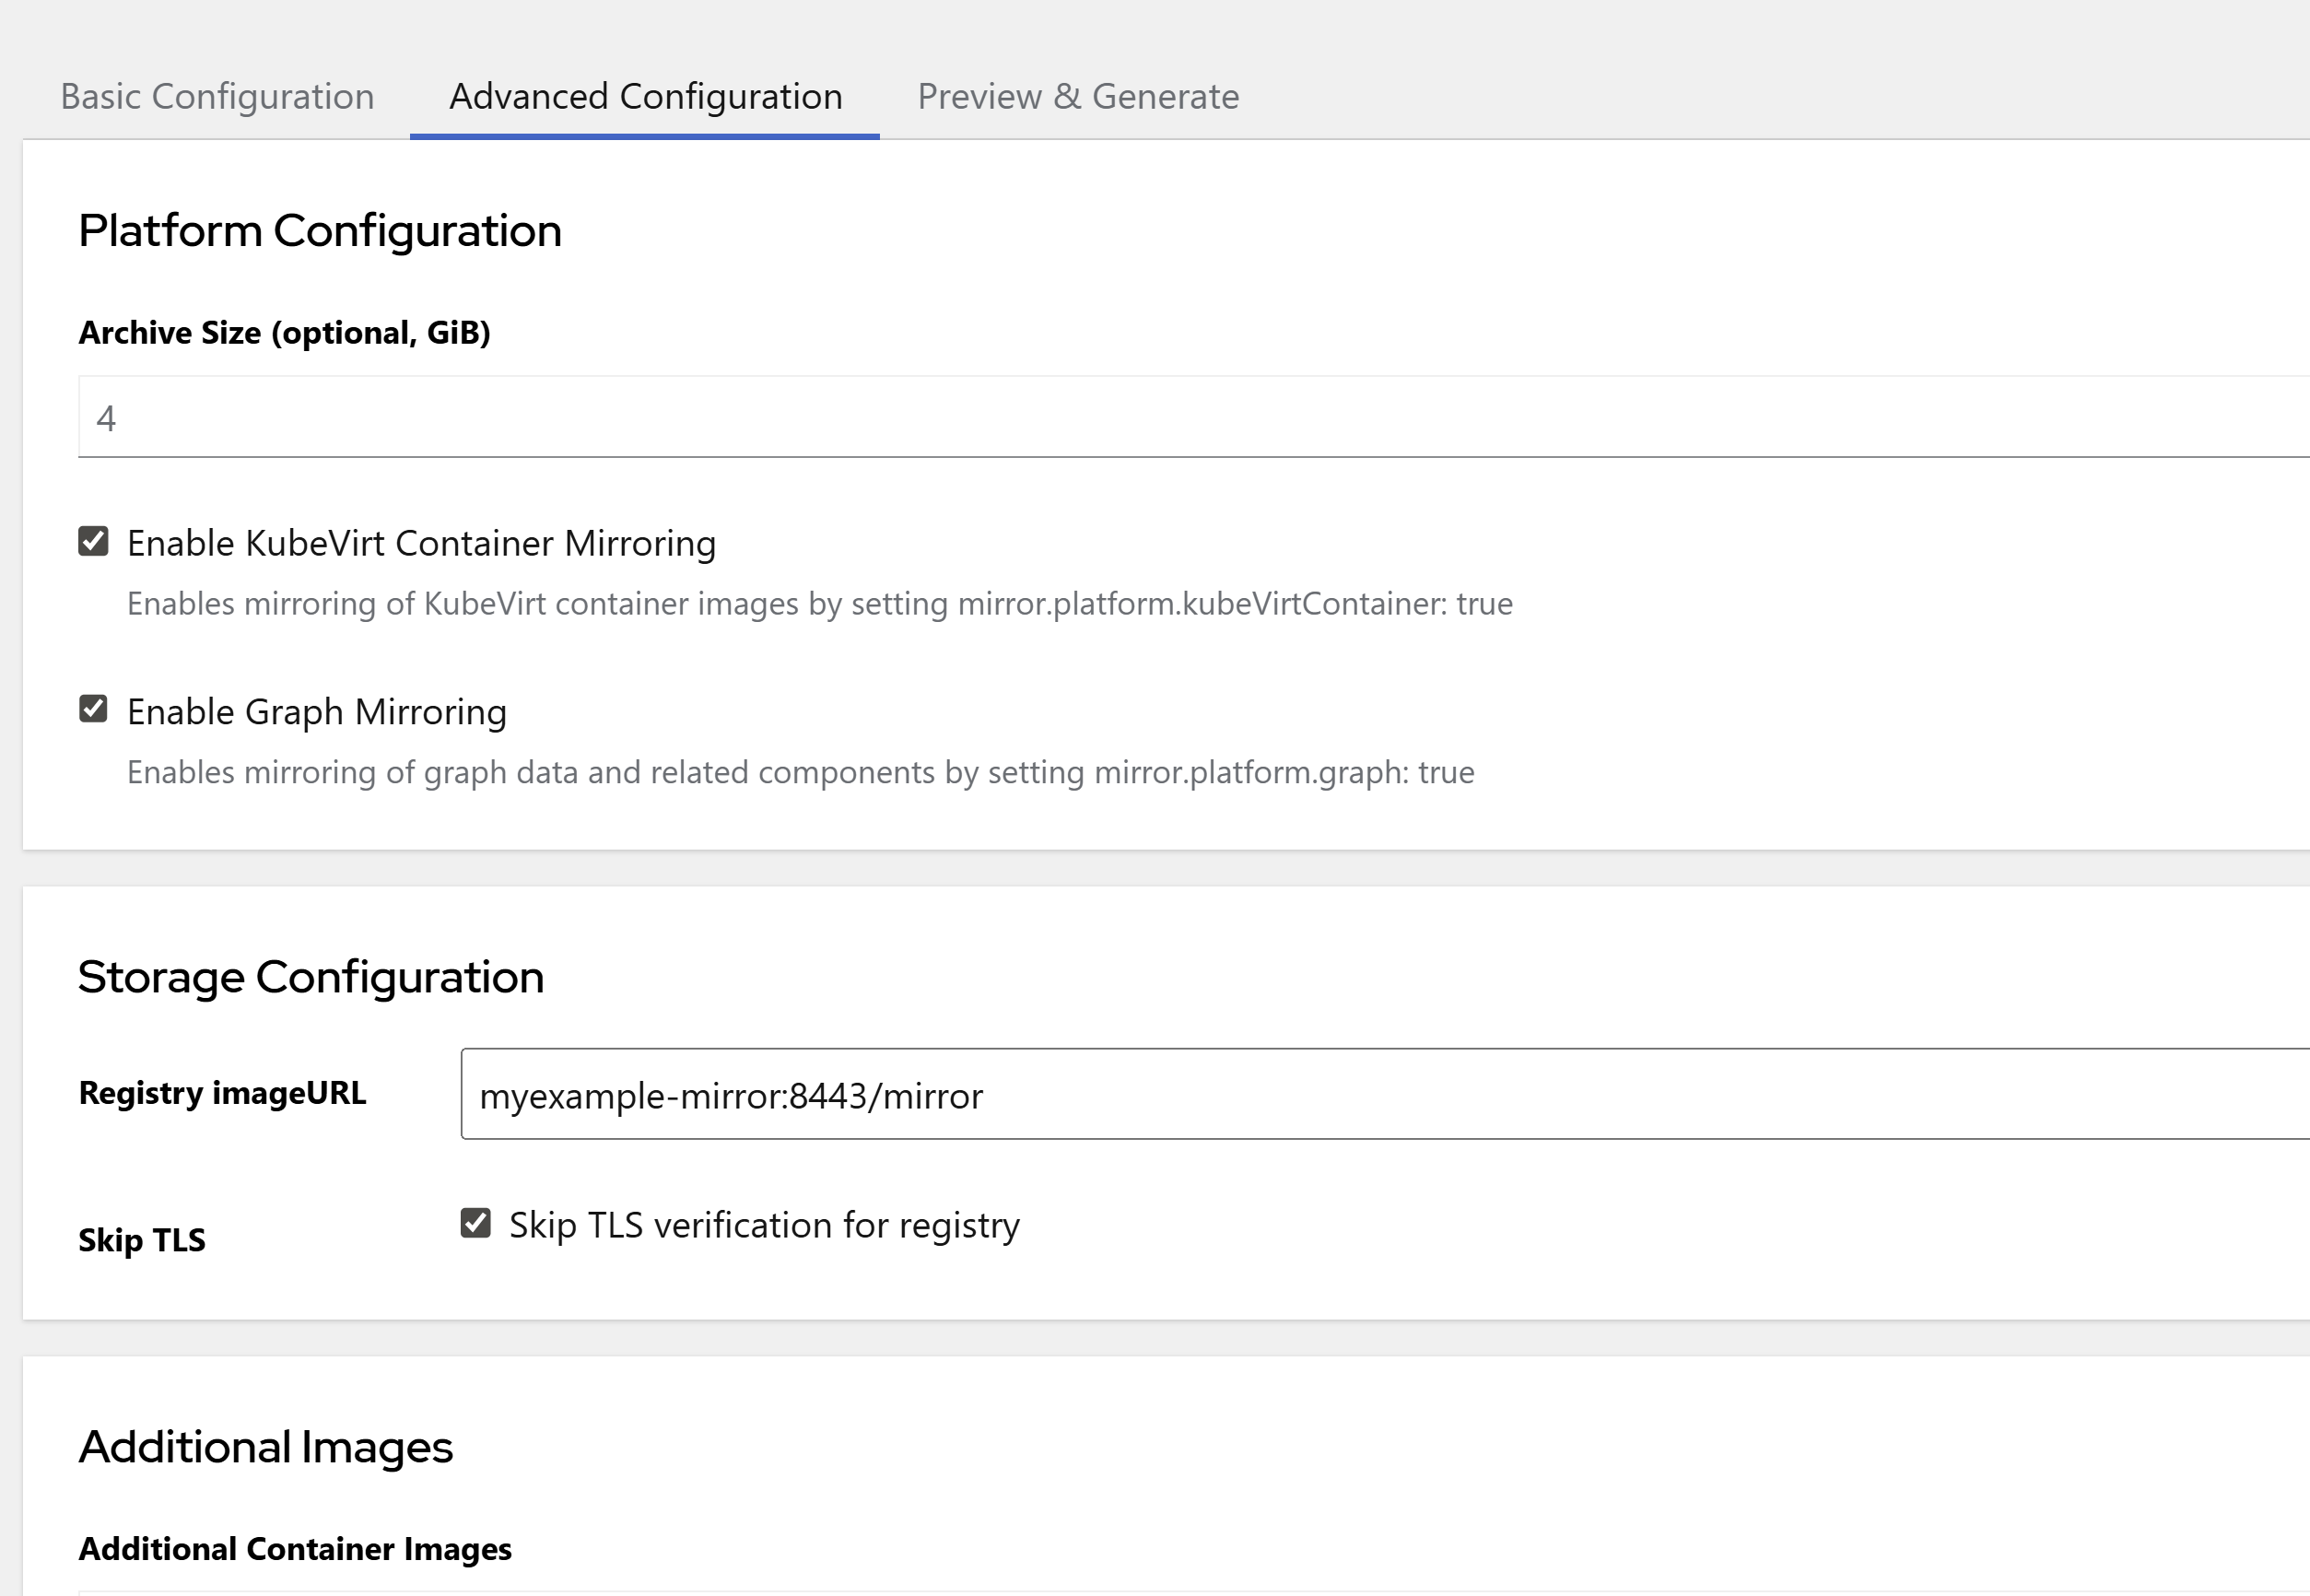 Basic Configuration
Advanced Configuration
Preview & Generate
Platform Configuration
Archive Size (optional, GiB)
4
Enable KubeVirt Container Mirroring
Enables mirroring of KubeVirt container images by setting mirror.platform.kubeVirtContainer: true
Enable Graph Mirroring
Enables mirroring of graph data and related components by setting mirror.platform.graph: true
Storage Configuration
Registry imageURL
myexample-mirror:8443/mirror
Skip TLS
Skip TLS verification for registry
Additional Images
Additional Container Images